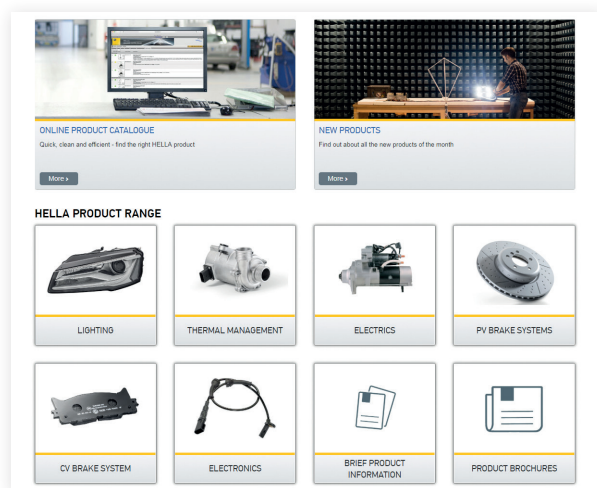 ONLINE PRODUCT CATALOGUE
Quick, clean and efficient - find the right HELLA product
More
NEW PRODUCTS
Find out about all the new products of the month
More
HELLA PRODUCT RANGE
LIGHTING
THERMAL MANAGEMENT
ELECTRICS
PV BRAKE SYSTEMS
CV BRAKE SYSTEM
ELECTRONICS
BRIEF PRODUCT
INFORMATION
PRODUCT BROCHURES